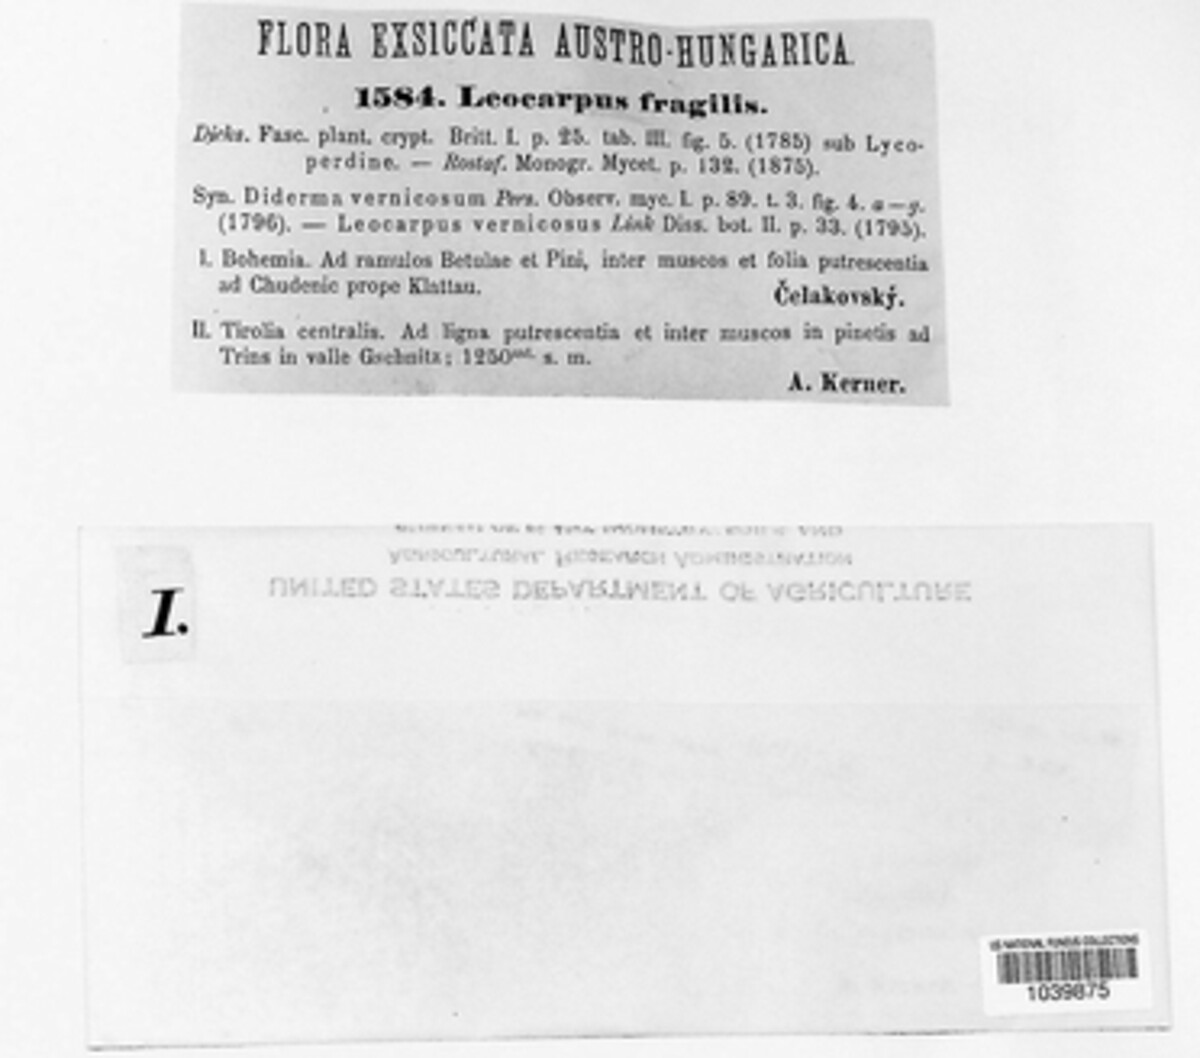 FLORA EXSICCATA AUSTRO-HUNGARICA.
1584. Leocarpus fragilis.
Dicks. Fasc. plant. crypt. Britt. I. p. 25. tab. III. fig. 5. (1785) sub Lyco-
perdine. — Rostaf. Monogr. Mycet. p. 132. (1875).
Syn. Diderma vernicosum Pers. Observ. myc. I. p. 89. t. 3. fig. 4. a—g.
(1796). — Leocarpus vernicosus Link Diss. bot. II. p. 33. (1795).
I. Bohemia. Ad ramulos Betulae et Pini, inter muscos et folia putrescentia
ad Chudenic prope Klattau.
Čelakovský.
II. Tirolia centralis. Ad ligna putrescentia et inter muscos in pinetis ad
Trins in valle Gschnitz; 1250 s. m.
A. Kerner.
AGRICULTURAL RESEARCH ADMINISTRATION
UNITED STATES DEPARTMENT OF AGRICULTURE
I.
US NATIONAL FUNGUS COLLECTIONS
1039875